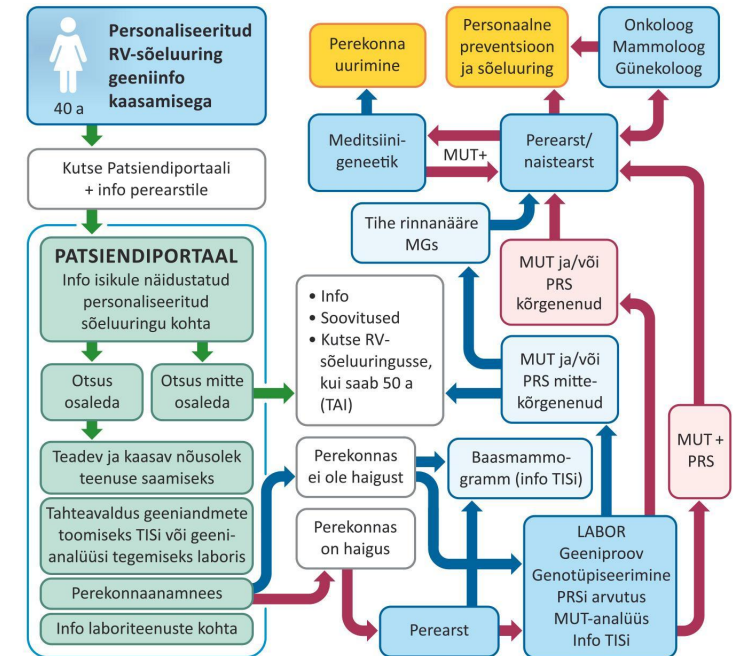 Personaliseeritud
RV-sõeluuring
geeniinfo
kaasamisega
40 a
Kutse Patsiendiportaali
+ info perearstile
PATSIENDIPORTAAL
Info isikule näidustatud
personaliseeritud
sõeluuringu kohta
Otsus
osaleda
Otsus mitte
osaleda
Teadev ja kaasav nõusolek
teenuse saamiseks
Tahteavaldus geeniandmete
toomiseks TISi või geeni-
analüüsi tegemiseks laboris
Perekonnaanamnees
Info laboriteenuste kohta
Perekonna
uurimine
Personaalne
preventsioon
ja sõeluuring
Onkoloog
Mammoloog
Günekoloog
Meditsiini-
geneetik
MUT+
Perearst/
naistearst
Tihe rinnanääre
MGs
MUT ja/või
PRS
kõrgenenud
• Info
• Soovitused
• Kutse RV-
sõeluuringusse,
kui saab 50 a
(TAI)
MUT ja/või
PRS mitte-
kõrgenenud
MUT +
PRS
Perekonnas
ei ole haigust
Baasmammo-
gramm (info TISi)
Perekonnas
on haigus
Perearst
LABOR
Geeniproov
Genotüpiseerimine
PRSi arvutus
MUT-analüüs
Info TISi